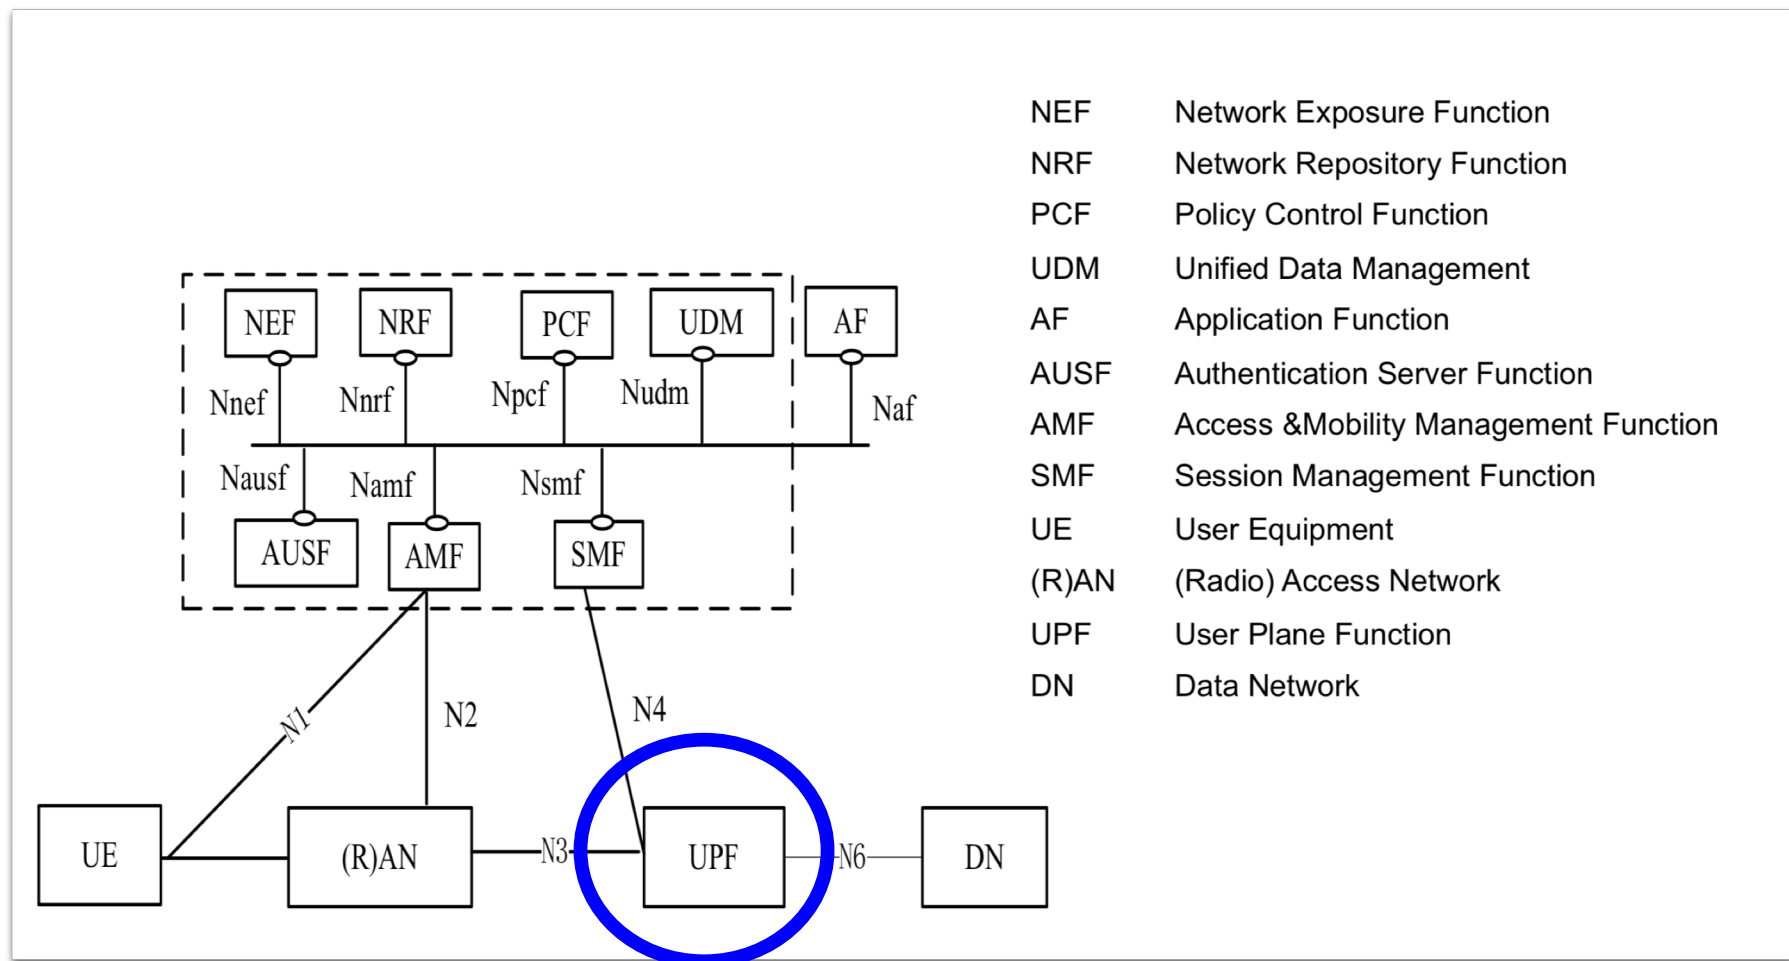 NEF Network Exposure Function
NRF Network Repository Function
PCF Policy Control Function
UDM Unified Data Management
AF Application Function
AUSF Authentication Server Function
AMF Access &Mobility Management Function
SMF Session Management Function
UE User Equipment
(R)AN (Radio) Access Network
UPF User Plane Function
DN Data Network
NEF NRF PCF UDM AF
Nnef Nnrf Npcf Nudm Naf
Nausf Namf Nsmf
AUSF AMF SMF
N1 N2 N4
UE (R)AN N3 UPF N6 DN